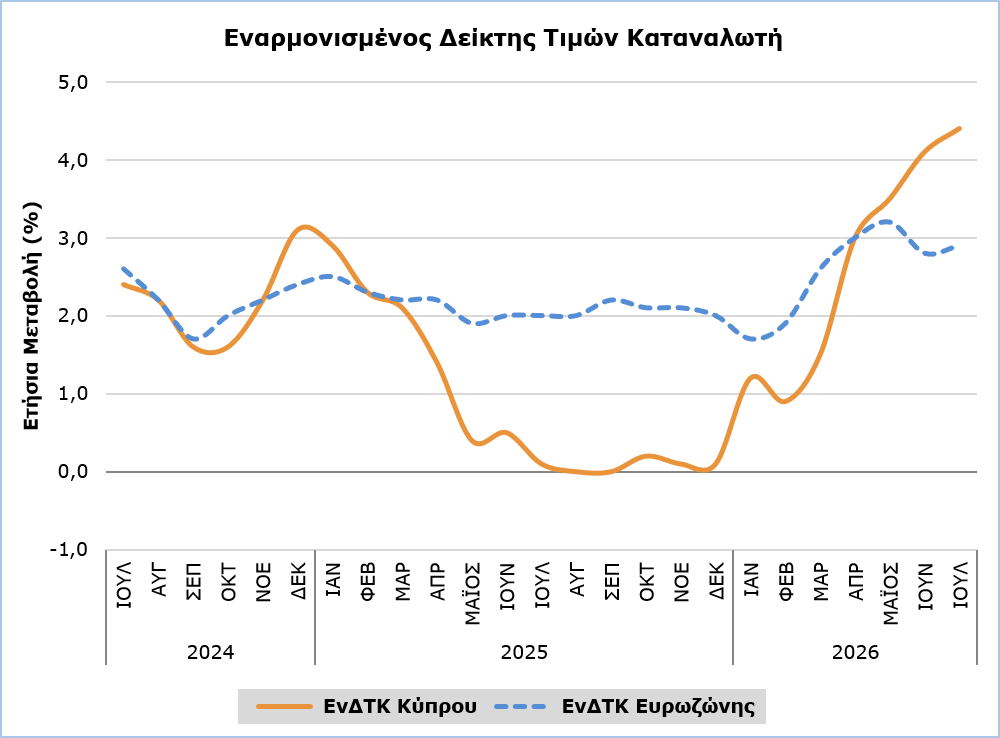 Εναρμονισμένος Δείκτης Τιμών Καταναλωτή
Ετήσια Μεταβολή (%)
5,0
4,0
3,0
2,0
1,0
0,0
-1,0
ΙΟΥΛ ΑΥΓ ΣΕΠ ΟΚΤ ΝΟΕ ΔΕΚ ΙΑΝ ΦΕΒ ΜΑΡ ΑΠΡ ΜΑΪΟΣ ΙΟΥΝ ΙΟΥΛ ΑΥΓ ΣΕΠ ΟΚΤ ΝΟΕ ΔΕΚ ΙΑΝ ΦΕΒ ΜΑΡ ΑΠΡ ΜΑΪΟΣ ΙΟΥΝ ΙΟΥΛ
2024 2025 2026
ΕνΔΤΚ Κύπρου ΕνΔΤΚ Ευρωζώνης